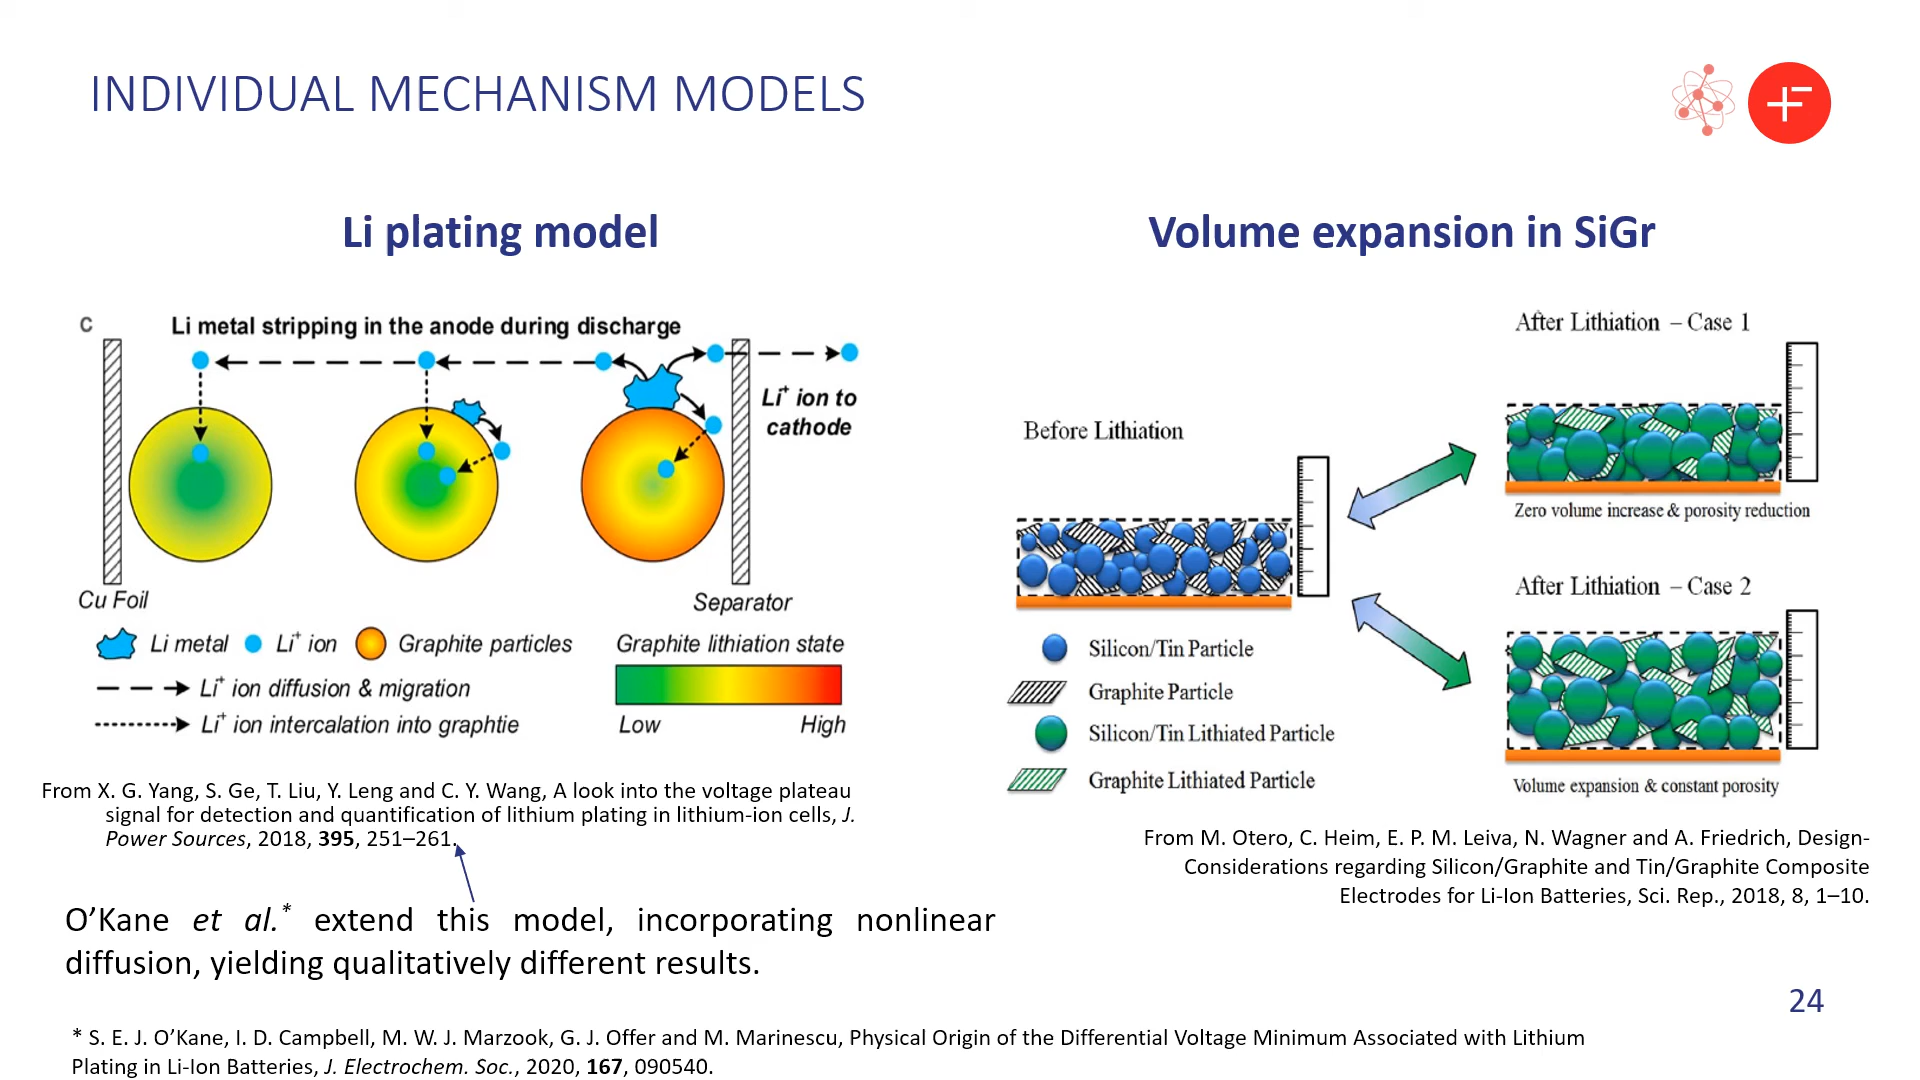 INDIVIDUAL MECHANISM MODELS
Li plating model
C
Li metal stripping in the anode during discharge
Li⁺ ion to
cathode
Cu Foil
Separator
Li metal
Li⁺ ion
Graphite particles
Li⁺ ion diffusion & migration
Li⁺ ion intercalation into graphtie
Graphite lithiation state
Low
High
From X. G. Yang, S. Ge, T. Liu, Y. Leng and C. Y. Wang, A look into the voltage plateau
signal for detection and quantification of lithium plating in lithium-ion cells, J.
Power Sources, 2018, 395, 251–261.
O’Kane et al.* extend this model, incorporating nonlinear
diffusion, yielding qualitatively different results.
Volume expansion in SiGr
Before Lithiation
After Lithiation – Case 1
Zero volume increase & porosity reduction
After Lithiation – Case 2
Volume expansion & constant porosity
Silicon/Tin Particle
Graphite Particle
Silicon/Tin Lithiated Particle
Graphite Lithiated Particle
From M. Otero, C. Heim, E. P. M. Leiva, N. Wagner and A. Friedrich, Design-
Considerations regarding Silicon/Graphite and Tin/Graphite Composite
Electrodes for Li-Ion Batteries, Sci. Rep., 2018, 8, 1–10.
24
* S. E. J. O’Kane, I. D. Campbell, M. W. J. Marzook, G. J. Offer and M. Marinescu, Physical Origin of the Differential Voltage Minimum Associated with Lithium
Plating in Li-Ion Batteries, J. Electrochem. Soc., 2020, 167, 090540.